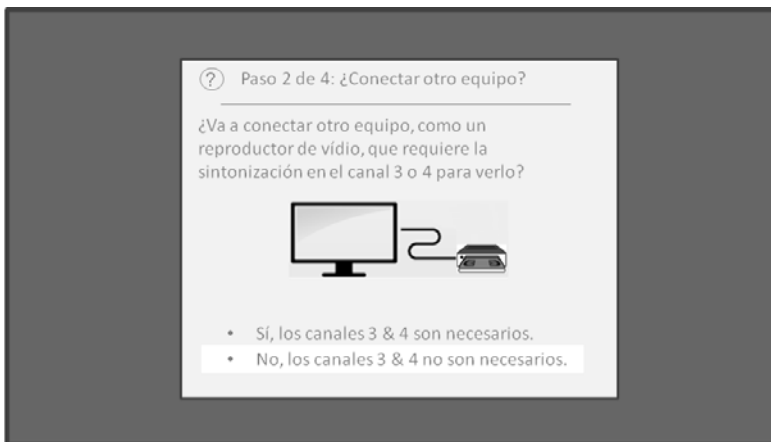 ? Paso 2 de 4: ¿Conectar otro equipo?
¿Va a conectar otro equipo, como un
reproductor de vídio, que requiere la
sintonización en el canal 3 o 4 para verlo?
• Sí, los canales 3 & 4 son necesarios.
• No, los canales 3 & 4 no son necesarios.